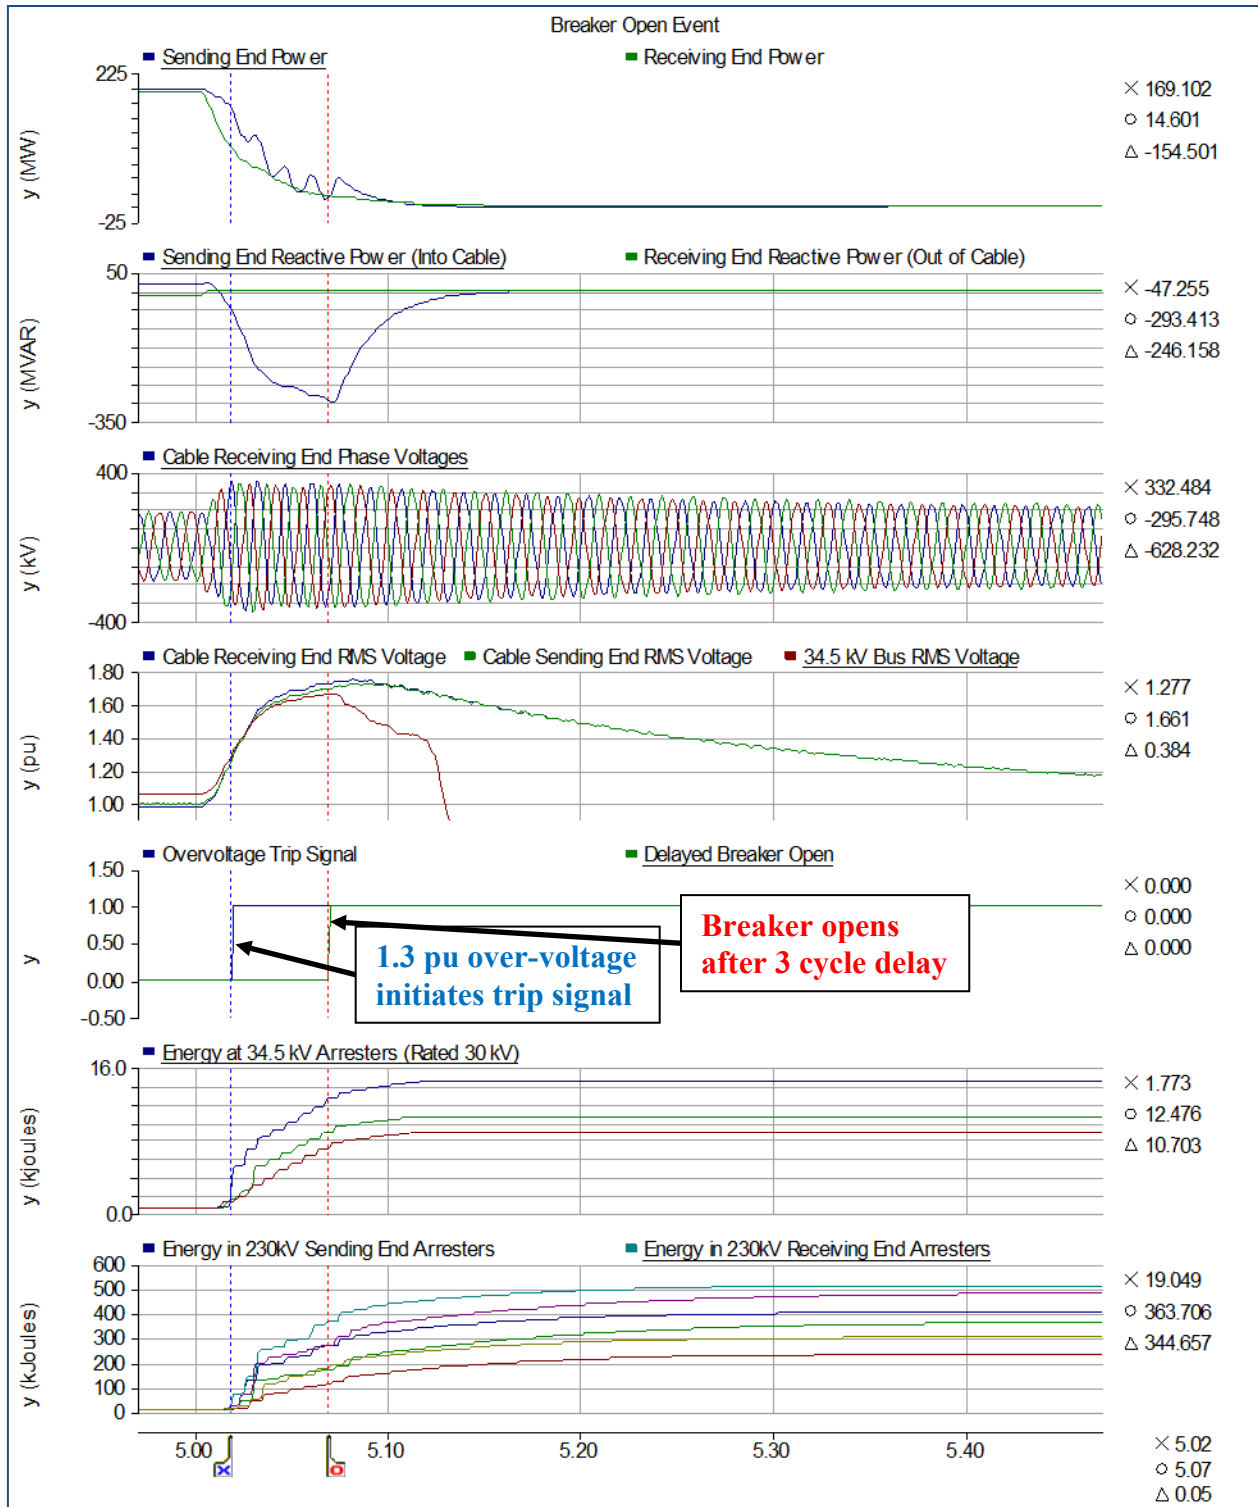 Breaker Open Event
Sending End Power Receiving End Power
225
y (MW)
-25
× 169.102
○ 14.601
△ -154.501
Sending End Reactive Power (Into Cable) Receiving End Reactive Power (Out of Cable)
50
y (MVAR)
-350
× -47.255
○ -293.413
△ -246.158
Cable Receiving End Phase Voltages
400
y (kV)
-400
× 332.484
○ -295.748
△ -628.232
Cable Receiving End RMS Voltage Cable Sending End RMS Voltage 34.5 kV Bus RMS Voltage
1.80
1.60
1.40
1.20
1.00
y (pu)
× 1.277
○ 1.661
△ 0.384
Overvoltage Trip Signal Delayed Breaker Open
1.50
1.00
0.50
0.00
-0.50
y
× 0.000
○ 0.000
△ 0.000
Breaker opens
after 3 cycle delay
1.3 pu over-voltage
initiates trip signal
Energy at 34.5 kV Arresters (Rated 30 kV)
16.0
y (kjoules)
0.0
× 1.773
○ 12.476
△ 10.703
Energy in 230kV Sending End Arresters Energy in 230kV Receiving End Arresters
600
500
400
300
200
100
0
y (kJoules)
× 19.049
○ 363.706
△ 344.657
5.00 5.10 5.20 5.30 5.40
× 5.02
○ 5.07
△ 0.05